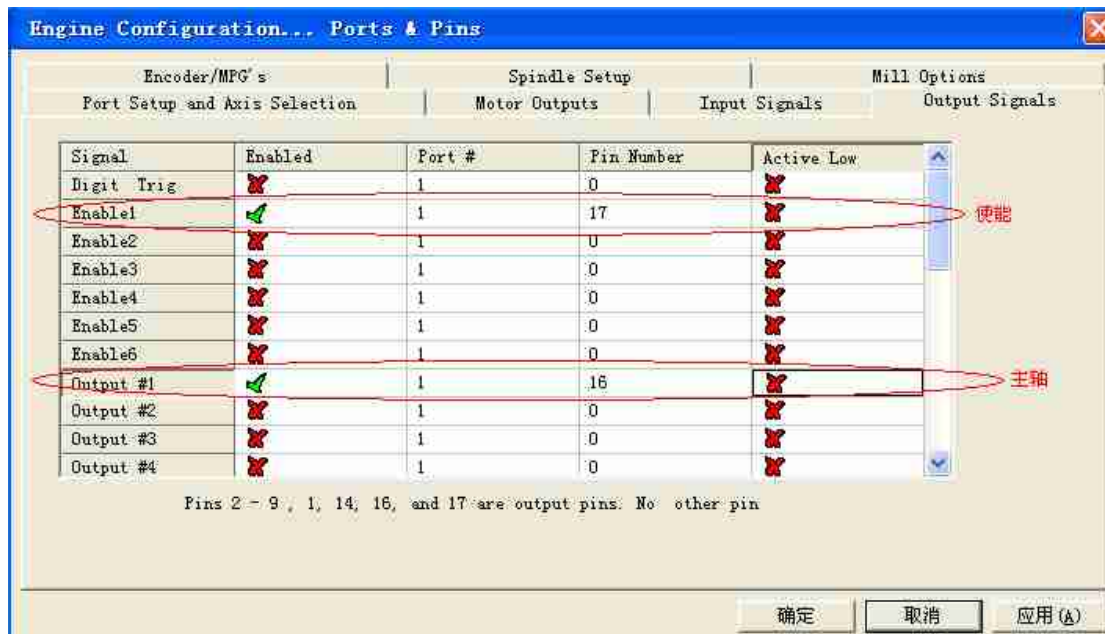 Engine Configuration... Ports & Pins
Encoder/MPG's Spindle Setup Mill Options
Port Setup and Axis Selection Motor Outputs Input Signals Output Signals
Signal Enabled Port # Pin Number Active Low
Digit Trig 1 0
Enable1 1 17 使能
Enable2 1 0
Enable3 1 0
Enable4 1 0
Enable5 1 0
Enable6 1 0
Output #1 1 16 主轴
Output #2 1 0
Output #3 1 0
Output #4 1 0
Pins 2 - 9 , 1, 14, 16, and 17 are output pins. No other pin
确定 取消 应用(A)